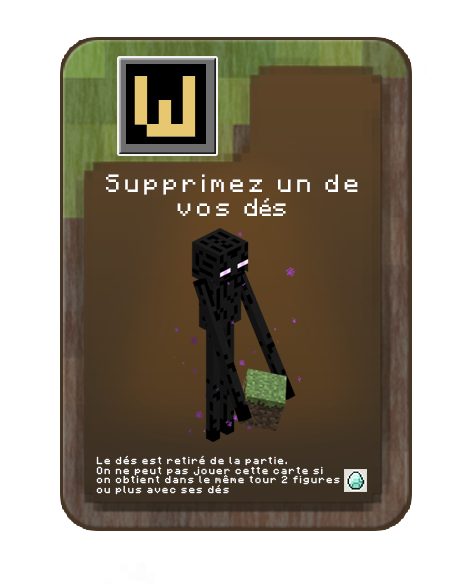 Supprimez un de
vos dés
Le dés est retiré de la partie.
On ne peut pas jouer cette carte si
on obtient dans le même tour 2 figures
ou plus avec ses dés